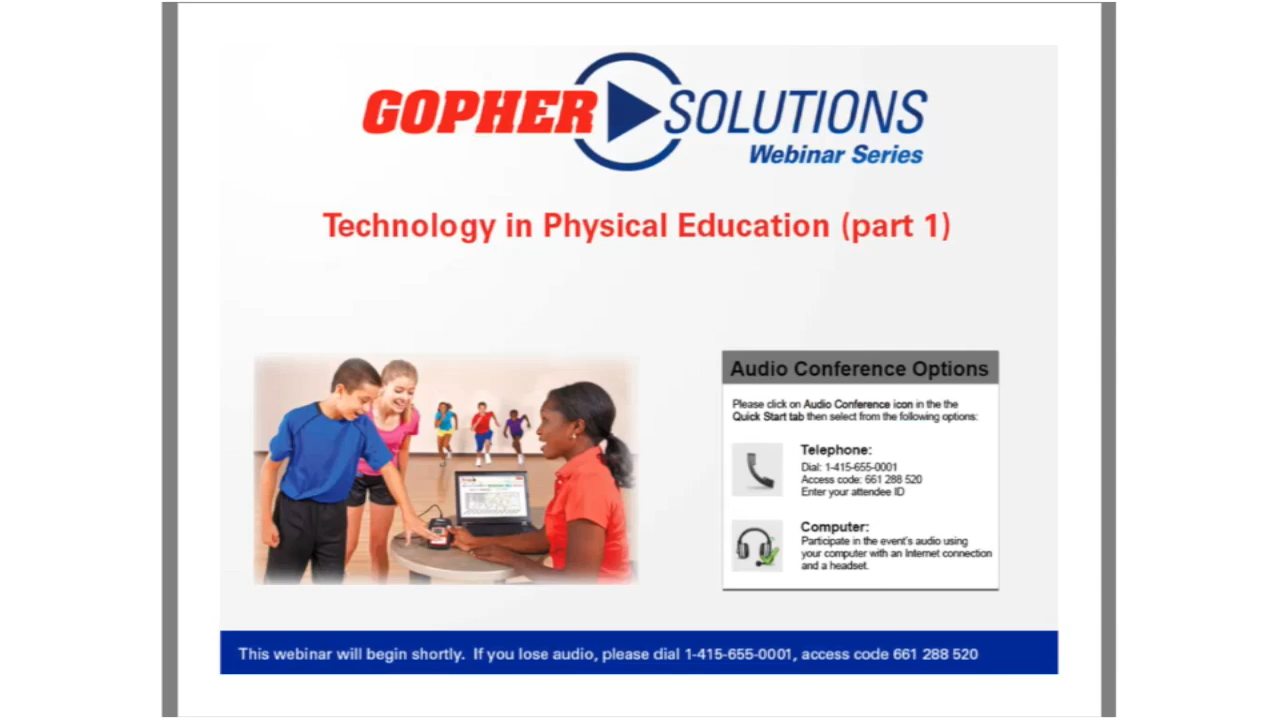 GOPHER SOLUTIONS
Webinar Series
Technology in Physical Education (part 1)
Audio Conference Options
Please click on Audio Conference icon in the the
Quick Start tab then select from the following options:
Telephone:
Dial: 1-415-655-0001
Access code: 661 288 520
Enter your attendee ID
Computer:
Participate in the event's audio using
your computer with an Internet connection
and a headset.
This webinar will begin shortly. If you lose audio, please dial 1-415-655-0001, access code 661 288 520